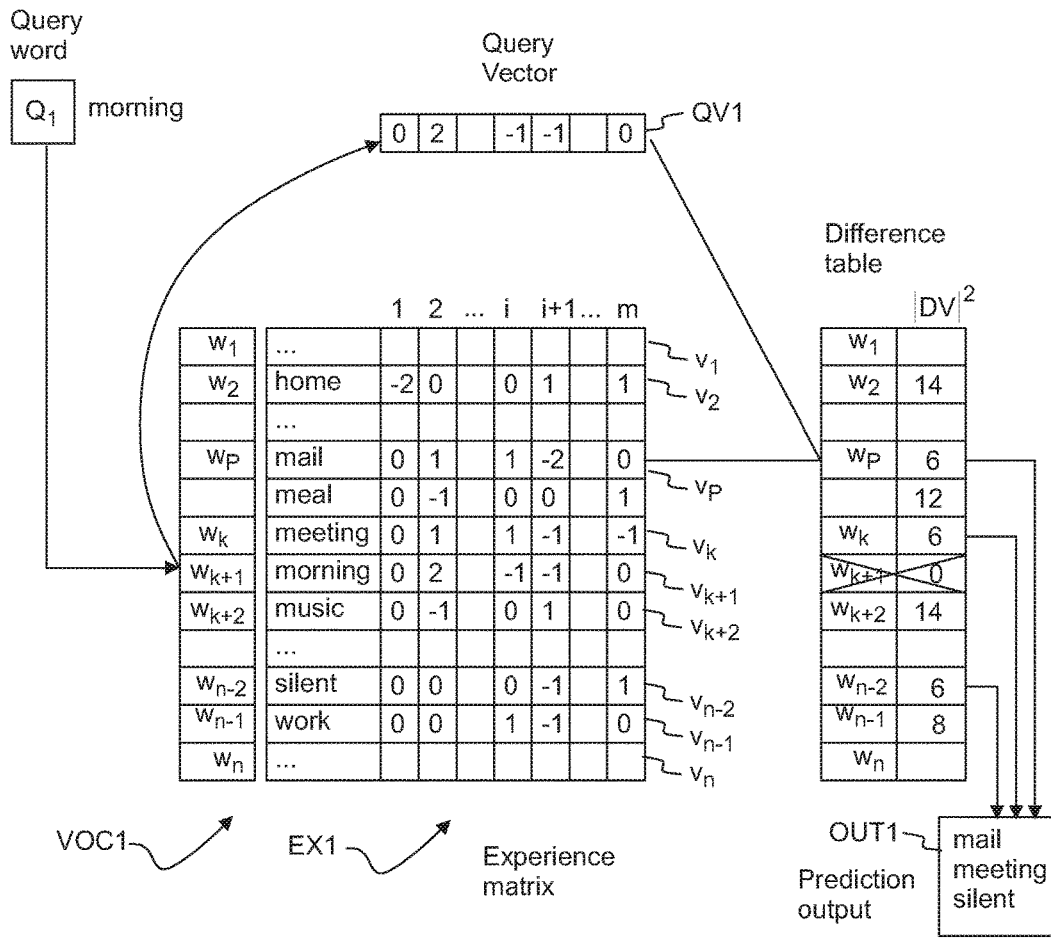 Query
word
Q1 morning
Query
Vector
0 2 -1 -1 0 QV1
Difference
table
|DV|2
1 2 ... i i+1 ... m
w1 ... v1 w1
w2 home -2 0 0 1 1 v2 w2 14
...
wP mail 0 1 1 -2 0 vP wP 6
meal 0 -1 0 0 1 12
wk meeting 0 1 1 -1 -1 vk wk 6
wk+1 morning 0 2 -1 -1 0 vk+1 wk+1 0
wk+2 music 0 -1 0 1 0 vk+2 wk+2 14
...
wn-2 silent 0 0 0 -1 1 vn-2 wn-2 6
wn-1 work 0 0 1 -1 0 vn-1 wn-1 8
wn ... vn wn
VOC1
EX1
Experience
matrix
OUT1
Prediction
output
mail
meeting
silent